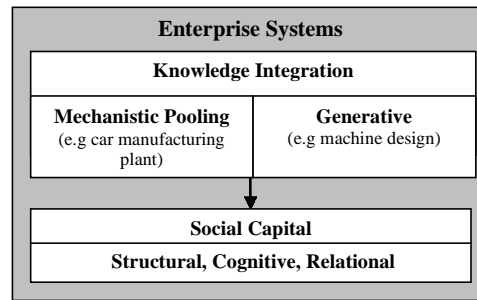 Enterprise Systems
Knowledge Integration
Mechanistic Pooling
(e.g car manufacturing
plant)
Generative
(e.g machine design)
Social Capital
Structural, Cognitive, Relational